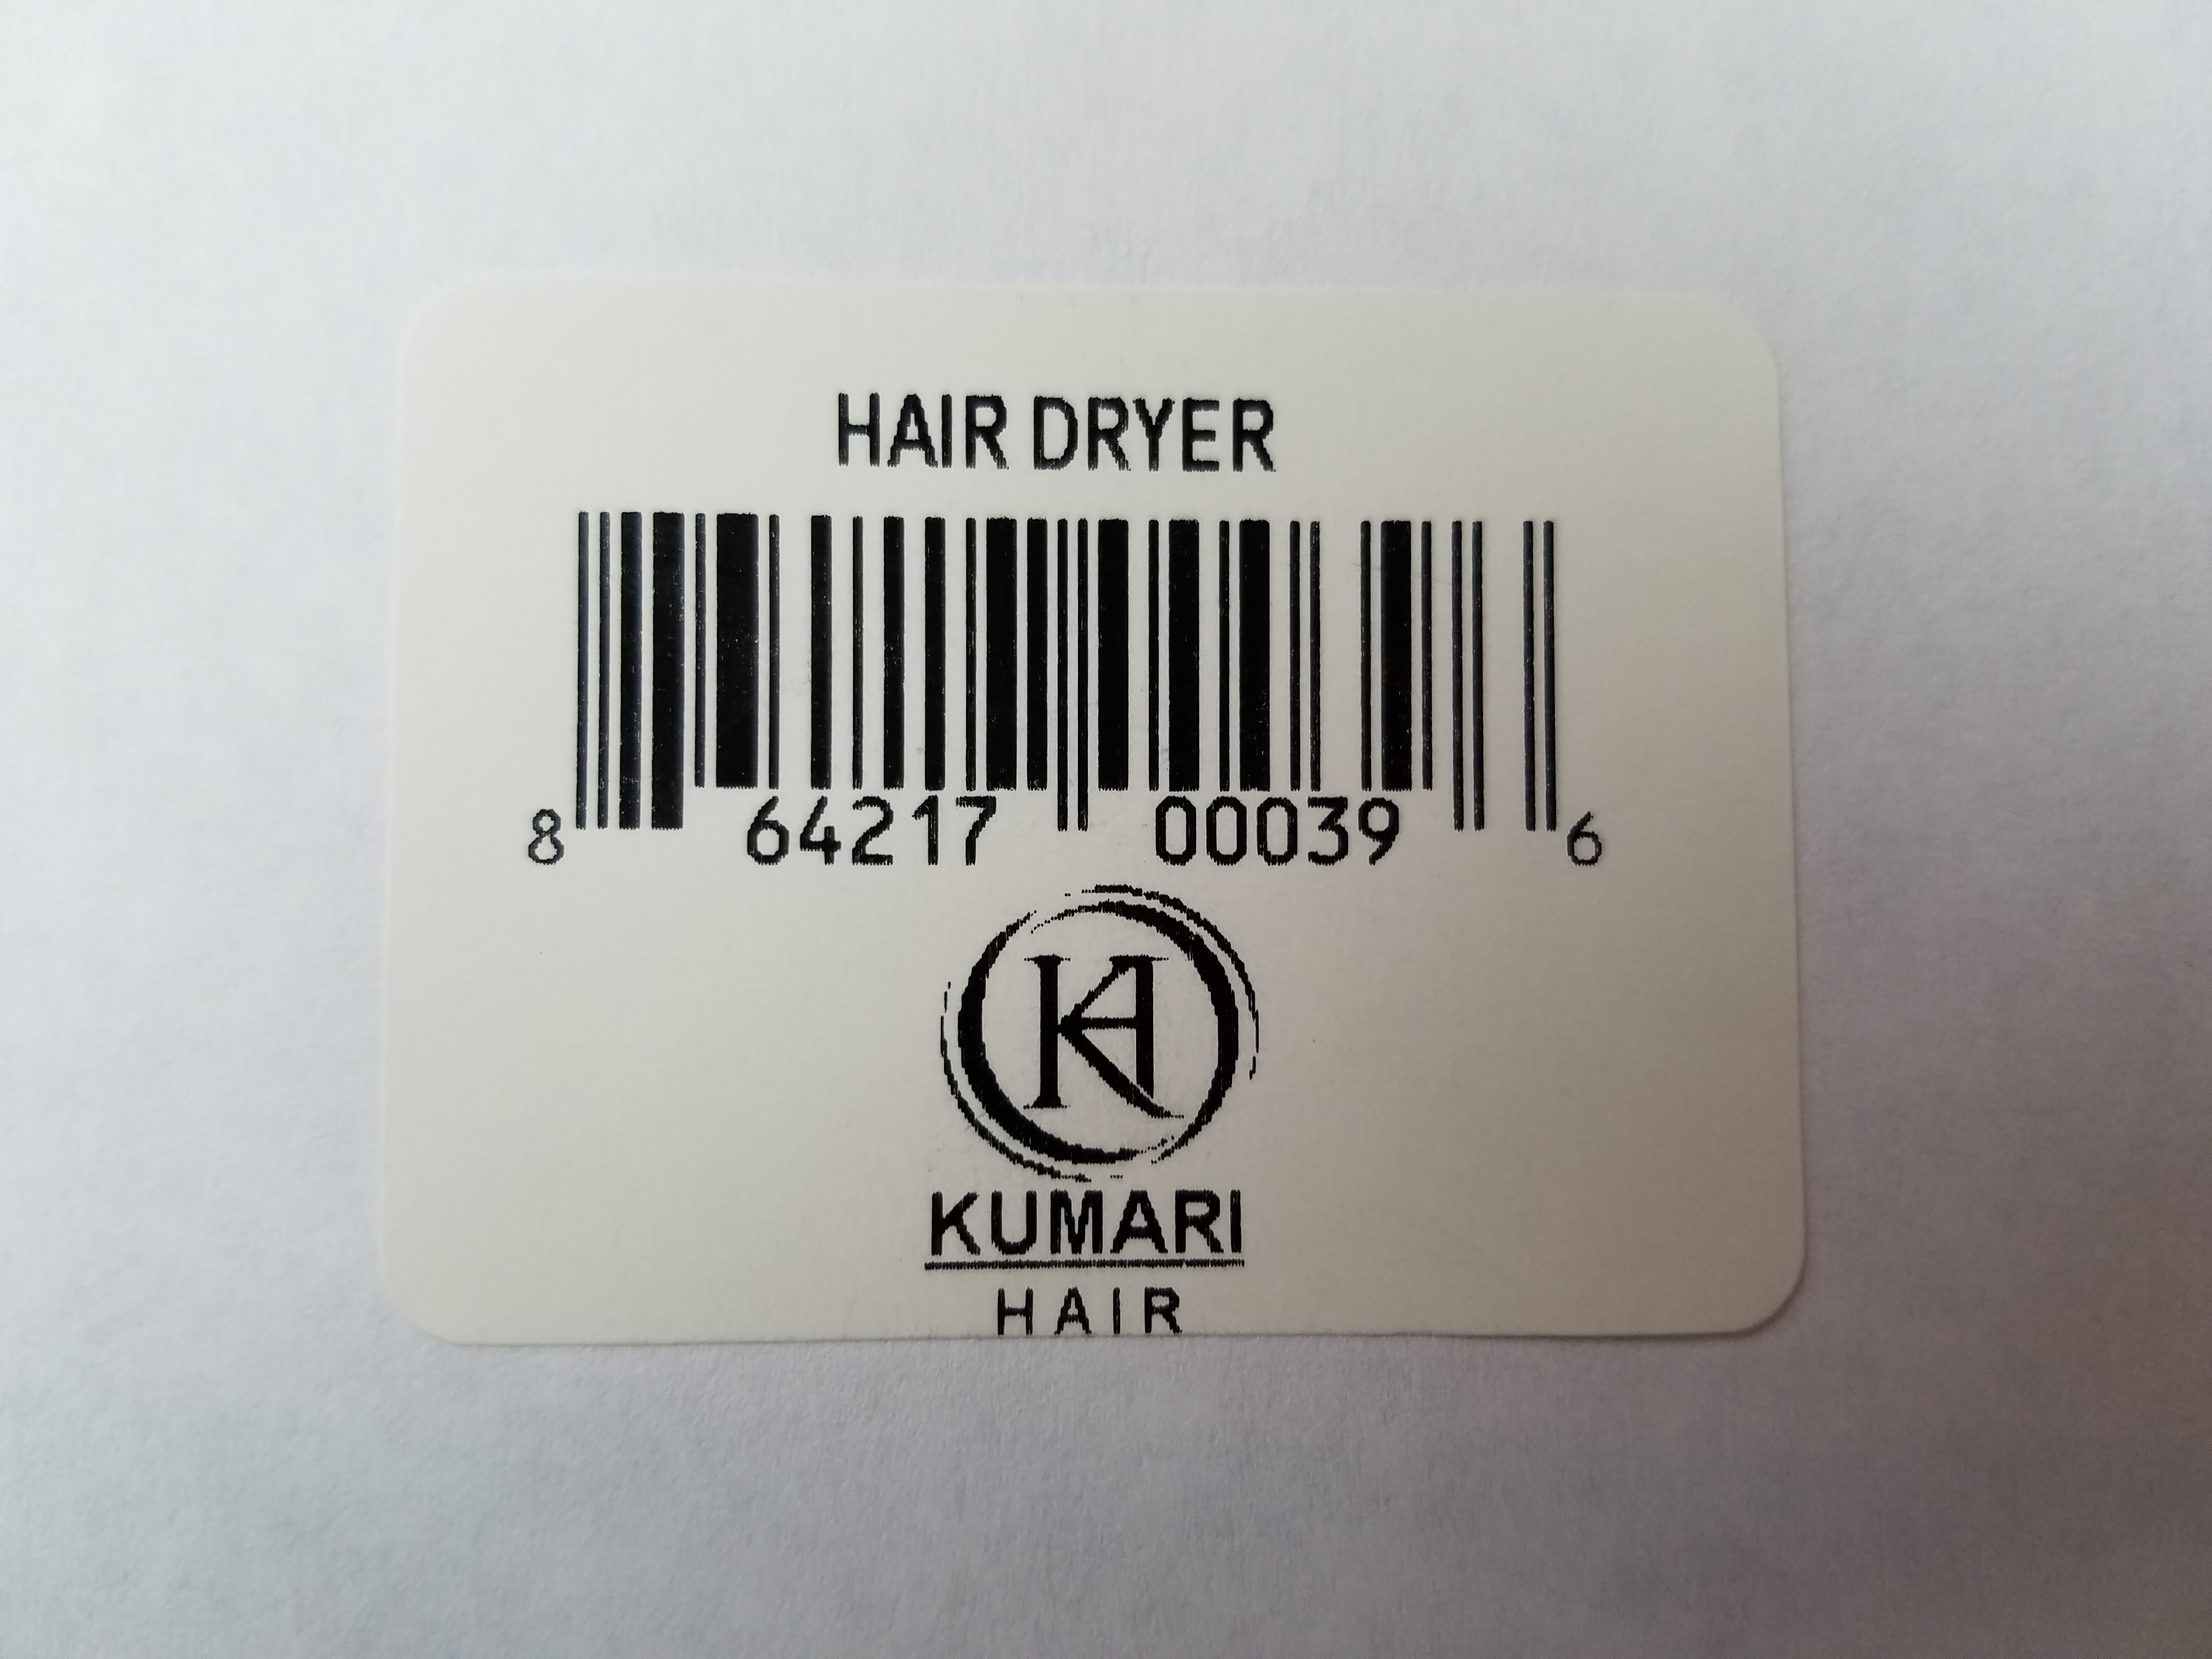 HAIR DRYER
8 64217 00039 6
KH
KUMARI
HAIR